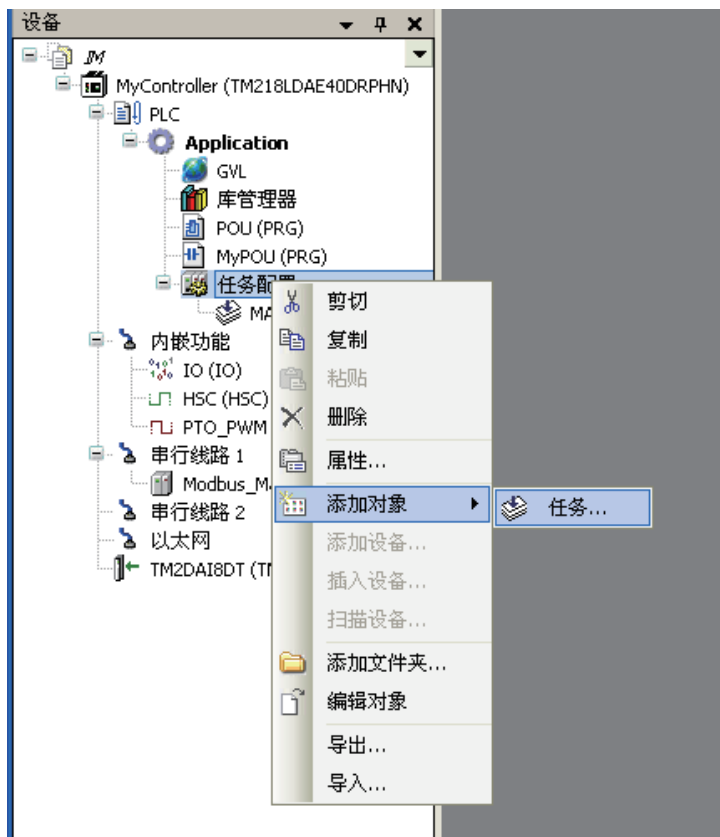 设备
JM
MyController (TM218LDAE40DRPHN)
PLC
Application
GVL
库管理器
POU (PRG)
MyPOU (PRG)
任务配置
MA
内嵌功能
IO (IO)
HSC (HSC)
PTO_PWM
串行线路 1
Modbus_Ma
串行线路 2
以太网
TM2DAI8DT (TM
剪切
复制
粘贴
删除
属性...
添加对象
任务...
添加设备...
插入设备...
扫描设备...
添加文件夹...
编辑对象
导出...
导入...